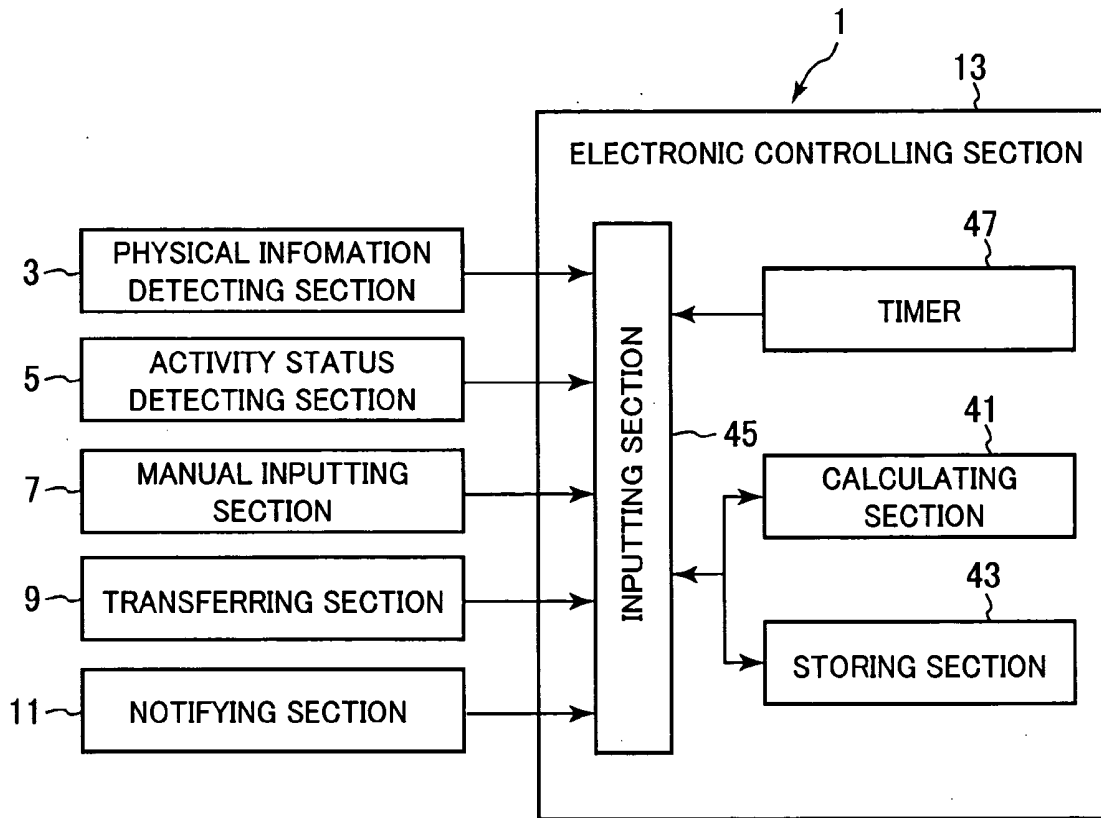 1
13
ELECTRONIC CONTROLLING SECTION
3
PHYSICAL INFOMATION
DETECTING SECTION
5
ACTIVITY STATUS
DETECTING SECTION
7
MANUAL INPUTTING
SECTION
9
TRANSFERRING SECTION
11
NOTIFYING SECTION
INPUTTING SECTION
45
47
TIMER
41
CALCULATING
SECTION
43
STORING SECTION